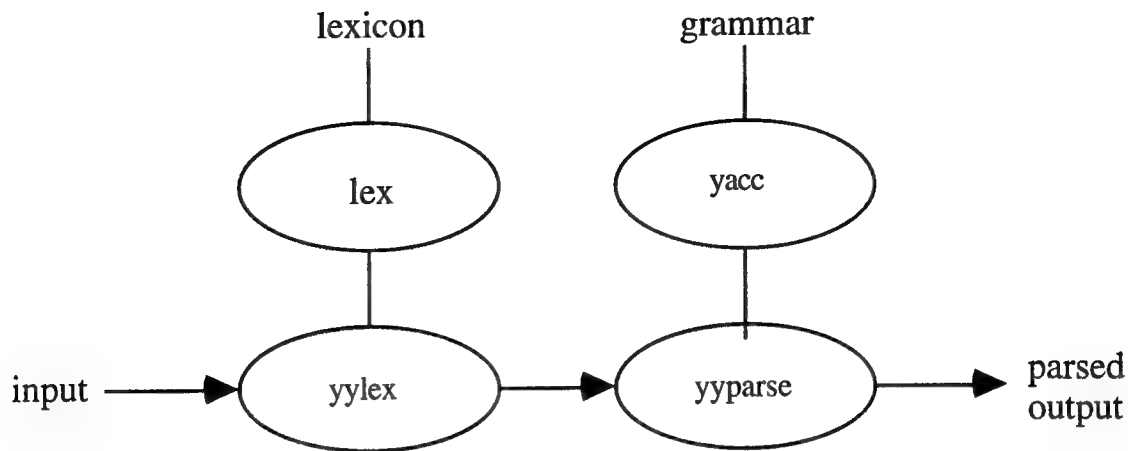 lexicon
grammar
lex
yacc
input
yylex
yyparse
parsed
output